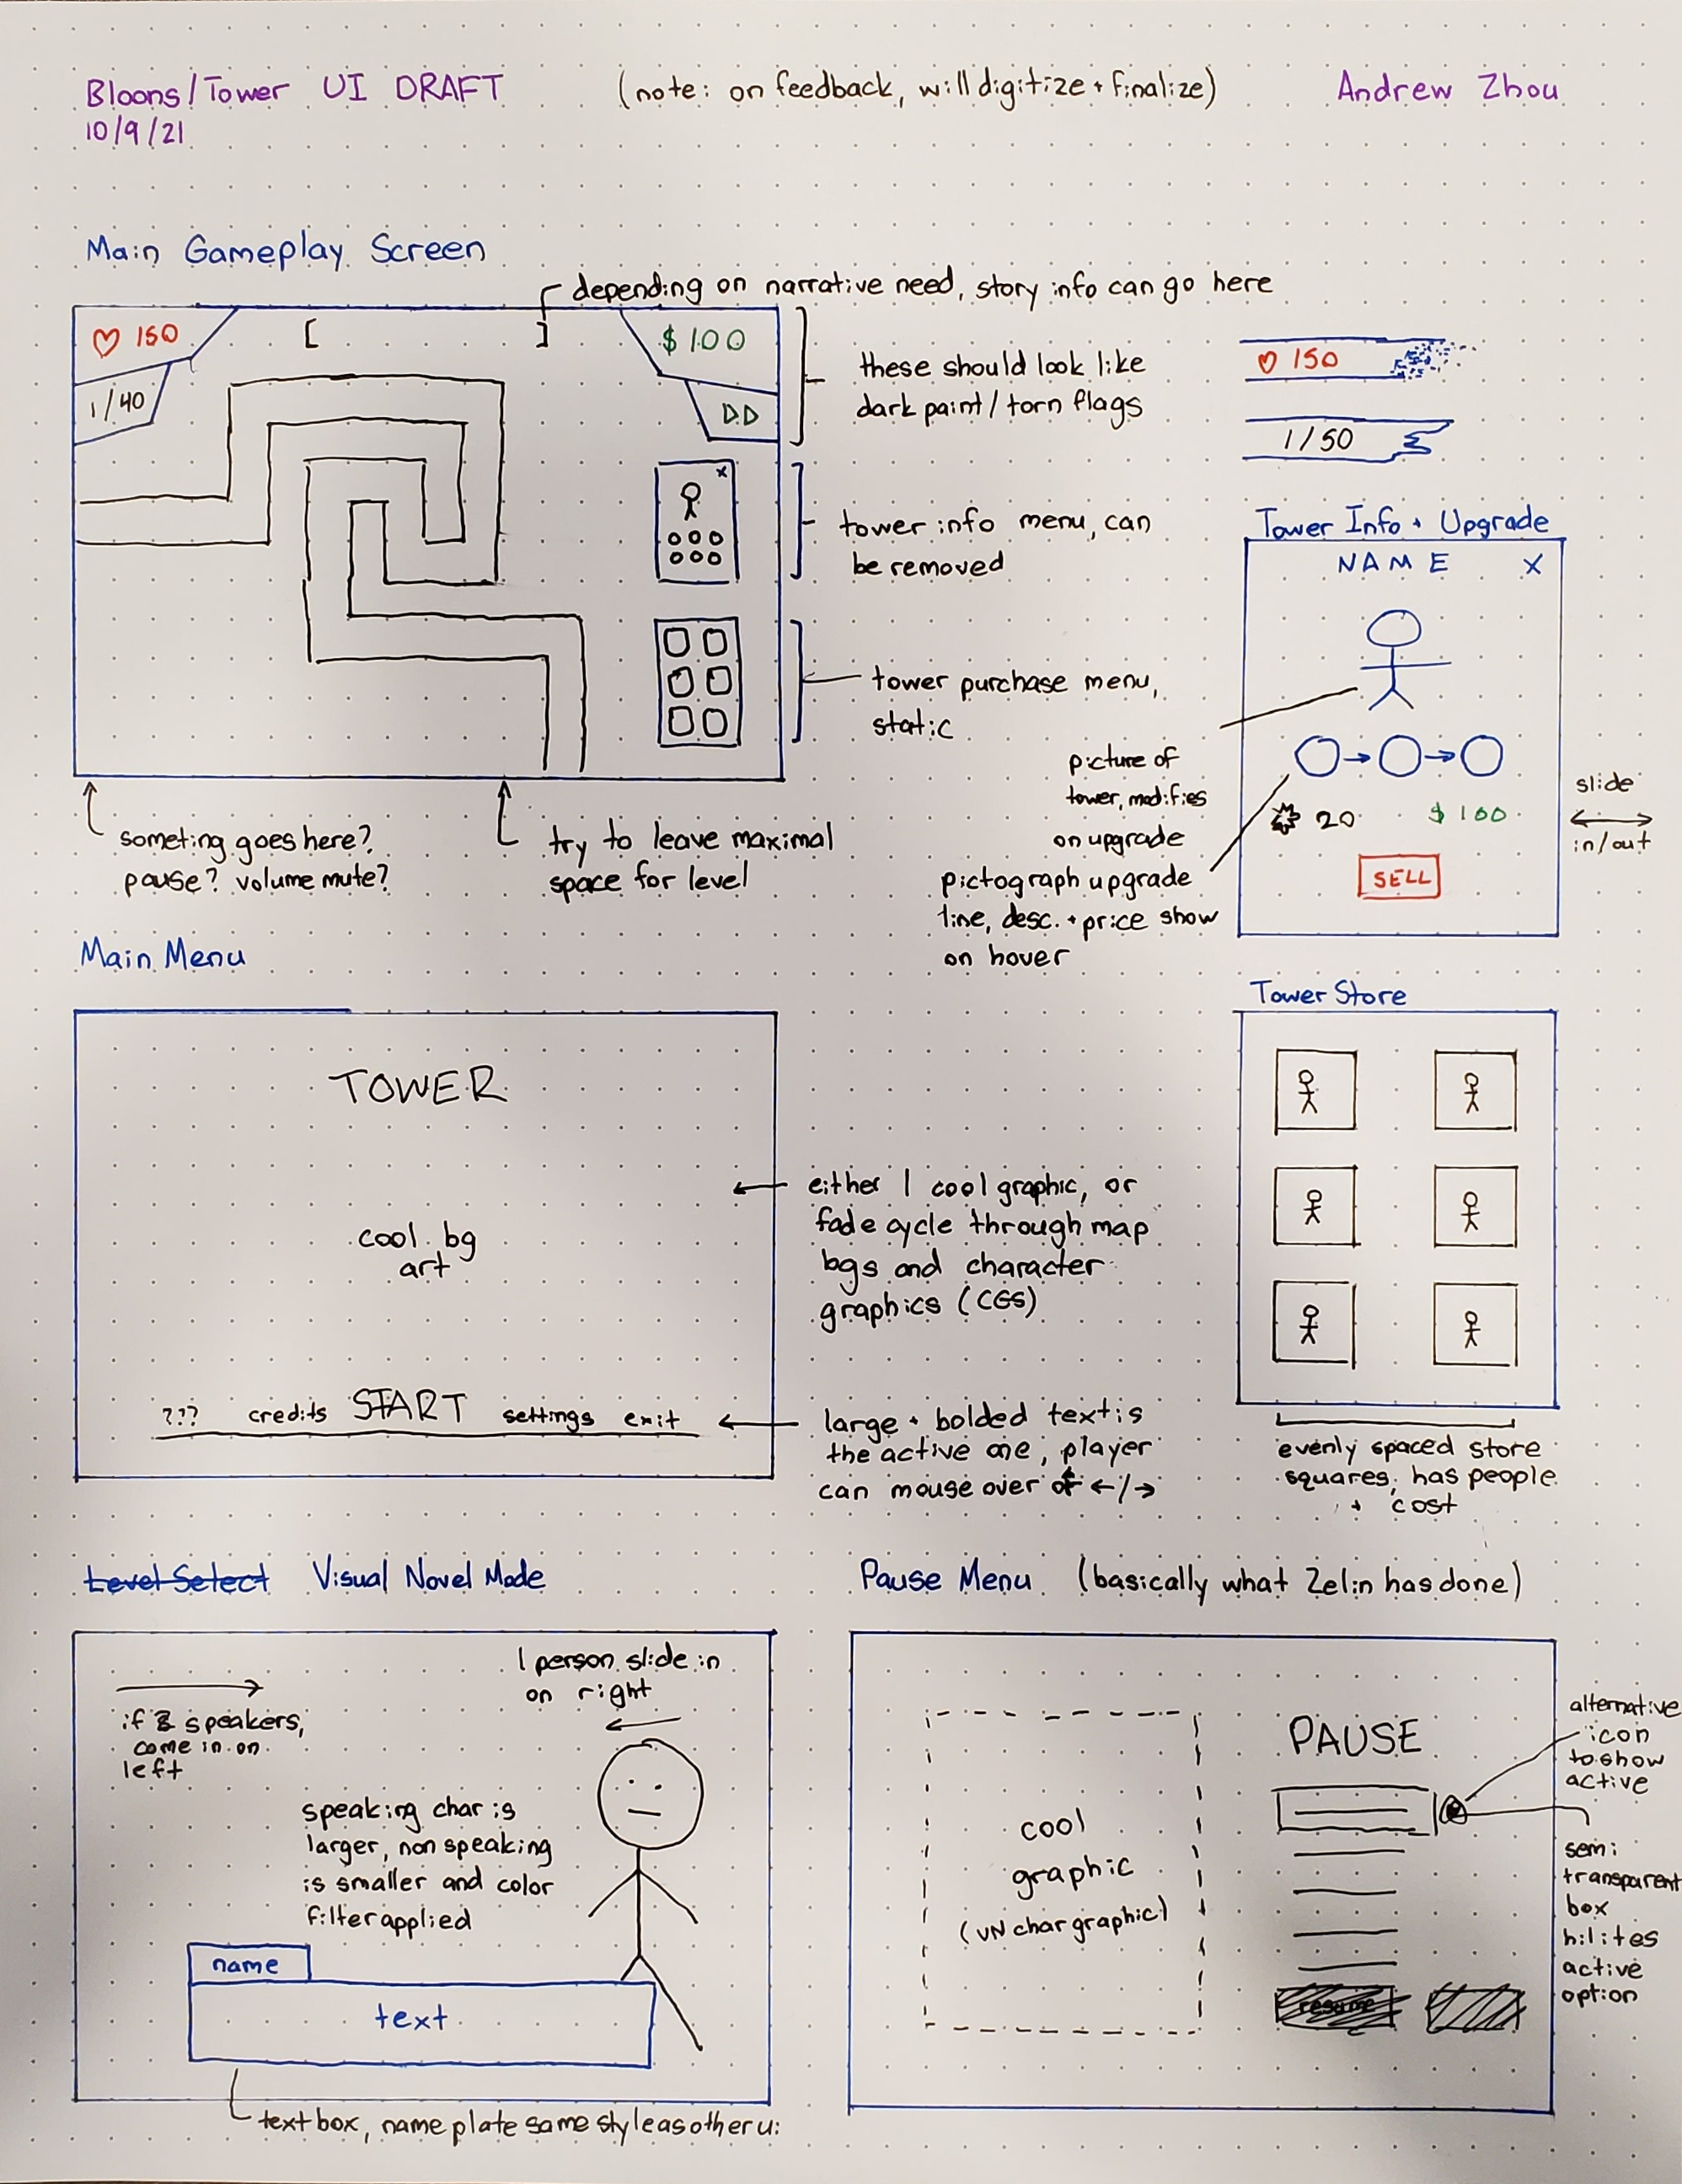 Bloons/Tower UI DRAFT (note: on feedback, will digitize + finalize) Andrew Zhou
10/9/21
Main Gameplay Screen
depending on narrative need, story info can go here
♡ 150 [ ] $ 100
1/40
DD
these should look like
dark paint/torn flags
♡ 150
1/50
x
tower info menu, can
be removed
tower purchase menu,
static
someting goes here?
pause? volume mute?
try to leave maximal
space for level
Tower Info + Upgrade
NAME X
picture of
tower, modifies
on upgrade
pictograph upgrade
line, desc. + price show
on hover
20 $ 100
SELL
slide
in/out
Main Menu
TOWER
cool bg
art
??? credits START settings exit
either 1 cool graphic, or
fade cycle through map
bgs and character
graphics (CGS)
large + bolded text is
the active one, player
can mouse over or ←/→
Tower Store
evenly spaced store
squares, has people
+ cost
Level Select Visual Novel Mode
1 person slide in
on right
if 2 speakers,
come in on
left
speaking char is
larger, non speaking
is smaller and color
filter applied
name
text
text box, name plate same style as other ui
Pause Menu (basically what Zelin has done)
PAUSE
cool
graphic
(VN char graphic)
resume
alternative
icon
to show
active
semi
transparent
box
hilites
active
option